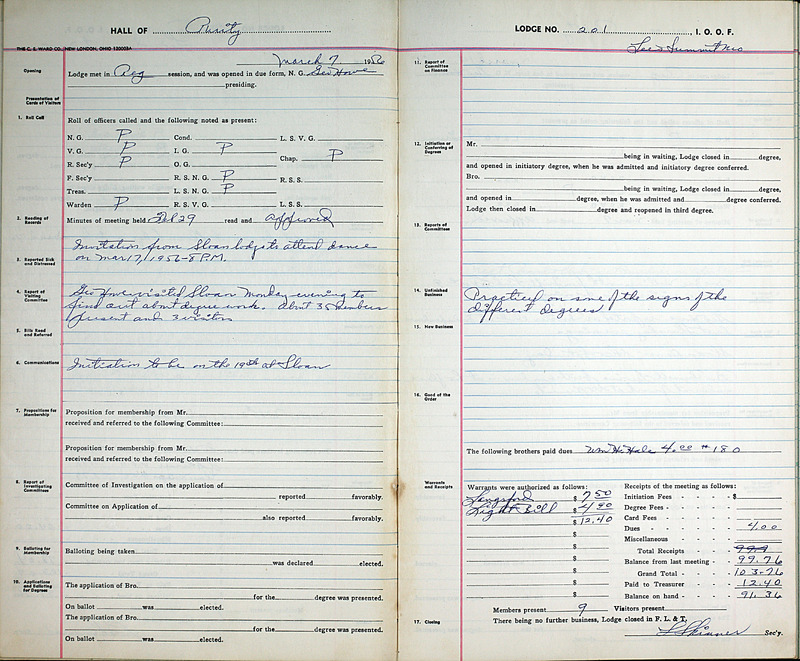 HALL OF Amity
THE C. E. WARD CO., NEW LONDON, OHIO 120005A
March 7, 19
Opening
Lodge met in Reg session, and was opened in due form, N. G. Geo Howe
presiding.
Presentation of Cards of Visitors
1. Roll Call
Roll of officers called and the following noted as present:
N. G. P Cond. L. S. V. G.
V. G. P I. G. P Chap. P
R. Sec'y P O. G.
F. Sec'y R. S. N. G. P R. S. S.
Treas. L. S. N. G. P
Warden P R. S. V. G. L. S. S.
2. Reading of Records
Minutes of meeting held Feb 29 read and approved
Invitation from Sloan lodge to attend dance
3. Reported Sick and Distressed
on Mar 17, 1956-8 P.M.
4. Report of Visiting Committee
Geo Howe visited Sloan Monday evening to
find out about degree work. About 35 members
present and 3 visitors
5. Bills Read and Referred
6. Communications
Initiation to be on the 19th at Sloan
7. Propositions for Membership
Proposition for membership from Mr.
received and referred to the following Committee:
Proposition for membership from Mr.
received and referred to the following Committee:
8. Report of Investigating Committees
Committee of Investigation on the application of
reported favorably.
Committee on Application of
also reported favorably.
9. Balloting for Membership
Balloting being taken
was declared elected.
10. Applications and Balloting for Degrees
The application of Bro.
for the degree was presented.
On ballot was elected.
The application of Bro.
for the degree was presented.
On ballot was elected.
LODGE NO. 201 I. O. O. F.
Lees Summit Mo
11. Report of Committee on Finance
12. Initiation or Conferring of Degrees
Mr.
being in waiting, Lodge closed in degree,
and opened in initiatory degree, when he was admitted and initiatory degree conferred.
Bro.
being in waiting, Lodge closed in degree,
and opened in degree, when he was admitted and degree conferred.
Lodge then closed in degree and reopened in third degree.
13. Reports of Committees
14. Unfinished Business
Practiced on some of the signs of the
different degrees
15. New Business
16. Good of the Order
The following brothers paid dues Wm H. Hale 4.00 # 180
Warrants and Receipts
Warrants were authorized as follows: Receipts of the meeting as follows:
Langsford $ 7.50 Initiation Fees - - - $
Light Bill $ 4.90 Degree Fees - - -
$ 12.40 Card Fees - - -
$ Dues - - - - 4.00
$ Miscellaneous - - -
$ Total Receipts - -
$ Balance from last meeting - 99.76
$ Grand Total - - - 103.76
$ Paid to Treasurer - - 12.40
$ Balance on hand - - - 91.36
Members present 9 Visitors present
17. Closing
There being no further business, Lodge closed in F. L. & T.
Skinner Sec'y.